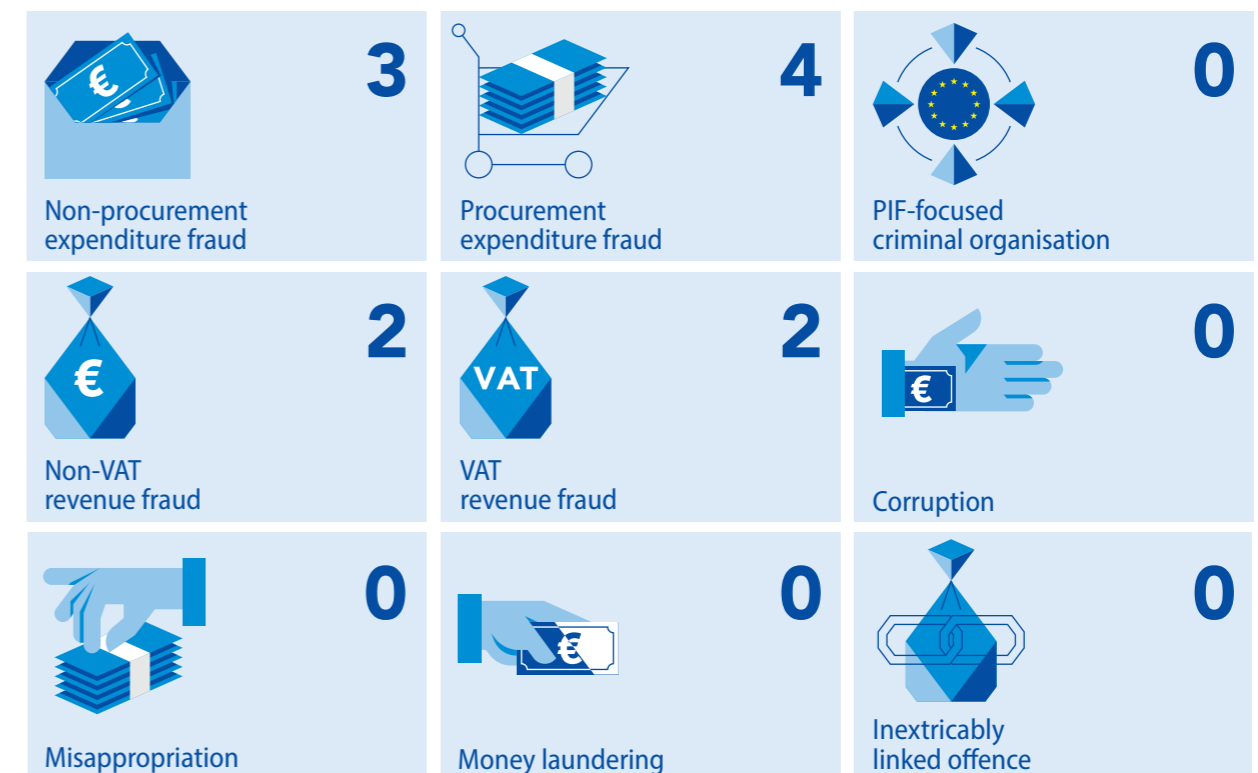 3
Non-procurement
expenditure fraud
4
Procurement
expenditure fraud
0
PIF-focused
criminal organisation
2
€
Non-VAT
revenue fraud
2
VAT
VAT
revenue fraud
0
€
Corruption
0
Misappropriation
0
€
Money laundering
0
Inextricably
linked offence